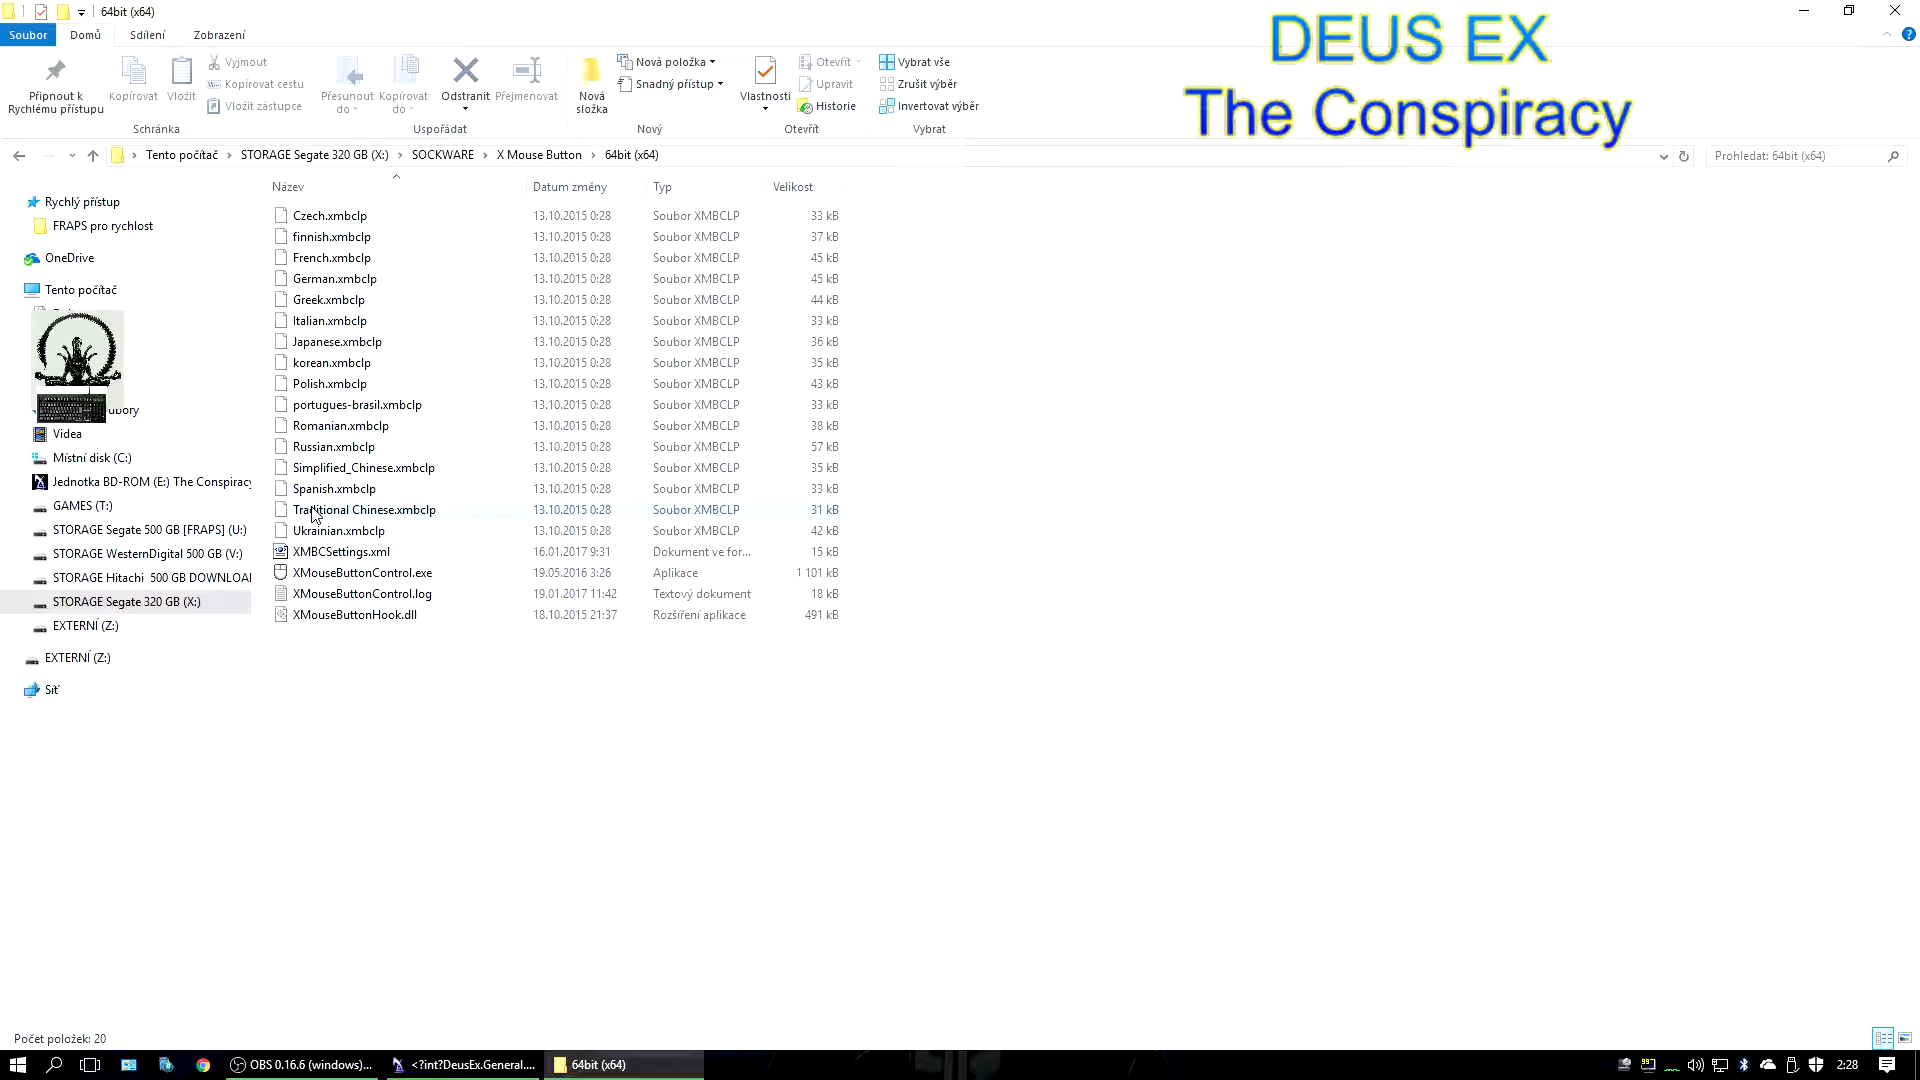 64bit (x64)
DEUS EX
The Conspiracy
Soubor
Domů
Sdílení
Zobrazení
Připnout k
Rychlému přístupu
Kopírovat
Vložit
Vyjmout
Kopírovat cestu
Vložit zástupce
Schránka
Přesunout
do
Kopírovat
do
Odstranit
Přejmenovat
Uspořádat
Nová
složka
Nová položka
Snadný přístup
Nový
Vlastnosti
Otevřít
Upravit
Historie
Otevřít
Vybrat vše
Zrušit výběr
Invertovat výběr
Vybrat
Tento počítač
STORAGE Segate 320 GB (X:)
SOCKWARE
X Mouse Button
64bit (x64)
Prohledat: 64bit (x64)
Rychlý přístup
FRAPS pro rychlost
OneDrive
Tento počítač
Videa
Místní disk (C:)
Jednotka BD-ROM (E:) The Conspiracy
GAMES (T:)
STORAGE Segate 500 GB [FRAPS] (U:)
STORAGE WesternDigital 500 GB (V:)
STORAGE Hitachi 500 GB DOWNLOA
STORAGE Segate 320 GB (X:)
EXTERNÍ (Z:)
EXTERNÍ (Z:)
Síť
Název Datum změny Typ Velikost
Czech.xmbclp 13.10.2015 0:28 Soubor XMBCLP 33 kB
finnish.xmbclp 13.10.2015 0:28 Soubor XMBCLP 37 kB
French.xmbclp 13.10.2015 0:28 Soubor XMBCLP 45 kB
German.xmbclp 13.10.2015 0:28 Soubor XMBCLP 45 kB
Greek.xmbclp 13.10.2015 0:28 Soubor XMBCLP 44 kB
Italian.xmbclp 13.10.2015 0:28 Soubor XMBCLP 33 kB
Japanese.xmbclp 13.10.2015 0:28 Soubor XMBCLP 36 kB
korean.xmbclp 13.10.2015 0:28 Soubor XMBCLP 35 kB
Polish.xmbclp 13.10.2015 0:28 Soubor XMBCLP 43 kB
portugues-brasil.xmbclp 13.10.2015 0:28 Soubor XMBCLP 33 kB
Romanian.xmbclp 13.10.2015 0:28 Soubor XMBCLP 38 kB
Russian.xmbclp 13.10.2015 0:28 Soubor XMBCLP 57 kB
Simplified_Chinese.xmbclp 13.10.2015 0:28 Soubor XMBCLP 35 kB
Spanish.xmbclp 13.10.2015 0:28 Soubor XMBCLP 33 kB
Traditional Chinese.xmbclp 13.10.2015 0:28 Soubor XMBCLP 31 kB
Ukrainian.xmbclp 13.10.2015 0:28 Soubor XMBCLP 42 kB
XMBCSettings.xml 16.01.2017 9:31 Dokument ve for... 15 kB
XMouseButtonControl.exe 19.05.2016 3:26 Aplikace 1 101 kB
XMouseButtonControl.log 19.01.2017 11:42 Textový dokument 18 kB
XMouseButtonHook.dll 18.10.2015 21:37 Rozšíření aplikace 491 kB
Počet položek: 20
OBS 0.16.6 (windows)...
<?int?DeusEx.General....
64bit (x64)
99
2:28